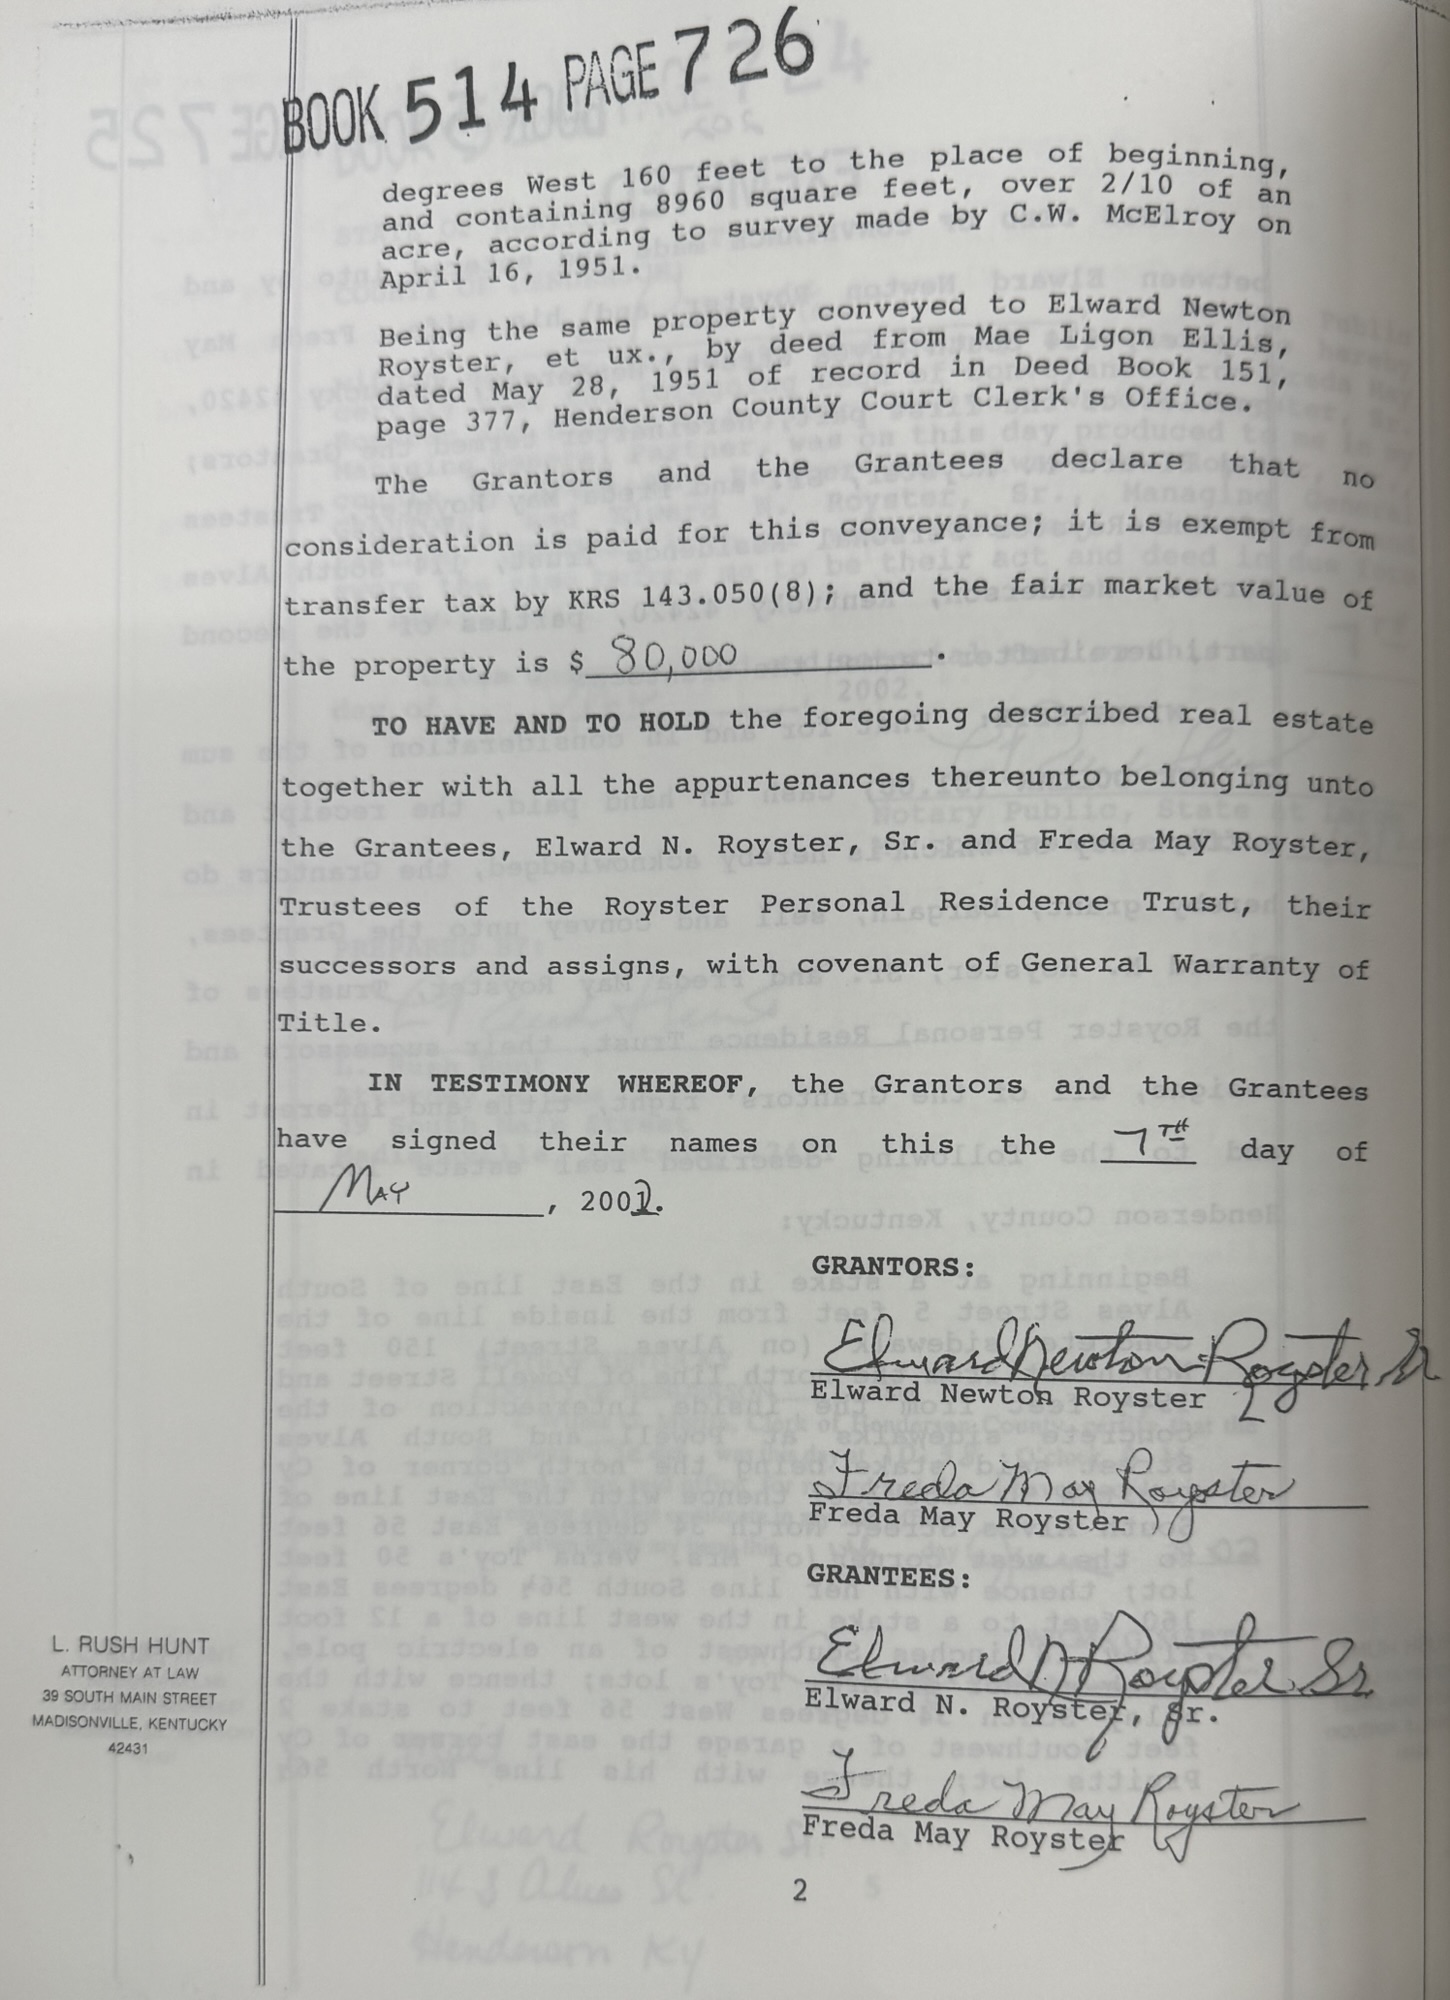 BOOK 514 PAGE 726
degrees West 160 feet to the place of beginning,
and containing 8960 square feet, over 2/10 of an
acre, according to survey made by C.W. McElroy on
April 16, 1951.
Being the same property conveyed to Elward Newton
Royster, et ux., by deed from Mae Ligon Ellis,
dated May 28, 1951 of record in Deed Book 151,
page 377, Henderson County Court Clerk's Office.
The Grantors and the Grantees declare that no
consideration is paid for this conveyance; it is exempt from
transfer tax by KRS 143.050(8); and the fair market value of
the property is $ 80,000.
TO HAVE AND TO HOLD the foregoing described real estate
together with all the appurtenances thereunto belonging unto
the Grantees, Elward N. Royster, Sr. and Freda May Royster,
Trustees of the Royster Personal Residence Trust, their
successors and assigns, with covenant of General Warranty of
Title.
IN TESTIMONY WHEREOF, the Grantors and the Grantees
have signed their names on this the 7TH day of
MAY, 2002.
GRANTORS:
Elward Newton Royster Sr
Elward Newton Royster
Freda May Royster
Freda May Royster
GRANTEES:
Elward N Royster Sr.
Elward N. Royster, Sr.
Freda May Royster
Freda May Royster
L. RUSH HUNT
ATTORNEY AT LAW
39 SOUTH MAIN STREET
MADISONVILLE, KENTUCKY
42431
2